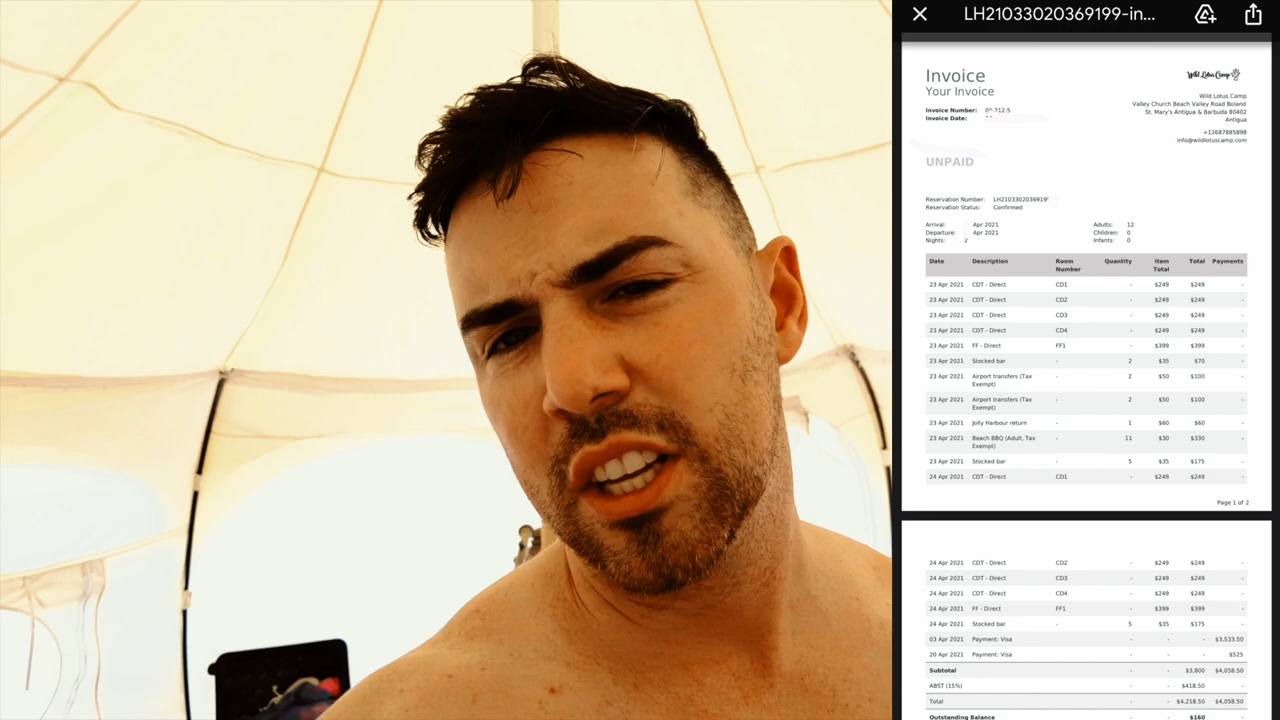 LH21033020369199-in...
Invoice
Your Invoice
Wild Lotus Camp
Wild Lotus Camp
Valley Church Beach Valley Road Boland
St. Mary's Antigua & Barbuda 80402
Antigua
+12687885898
info@wildlotuscamp.com
Invoice Number: 712-5
Invoice Date:
UNPAID
Reservation Number: LH2103302036919
Reservation Status: Confirmed
Arrival: Apr 2021 Adults: 12
Departure: Apr 2021 Children: 0
Nights: 2 Infants: 0
Date Description Room Number Quantity Item Total Total Payments
23 Apr 2021 CDT - Direct CD1 - $249 $249 -
23 Apr 2021 CDT - Direct CD2 - $249 $249 -
23 Apr 2021 CDT - Direct CD3 - $249 $249 -
23 Apr 2021 CDT - Direct CD4 - $249 $249 -
23 Apr 2021 FF - Direct FF1 - $399 $399 -
23 Apr 2021 Stocked bar - 2 $35 $70 -
23 Apr 2021 Airport transfers (Tax - 2 $50 $100 -
Exempt)
23 Apr 2021 Airport transfers (Tax - 2 $50 $100 -
Exempt)
23 Apr 2021 Jolly Harbour return - 1 $60 $60 -
23 Apr 2021 Beach BBQ (Adult, Tax - 11 $30 $330 -
Exempt)
23 Apr 2021 Stocked bar - 5 $35 $175 -
24 Apr 2021 CDT - Direct CD1 - $249 $249 -
Page 1 of 2
24 Apr 2021 CDT - Direct CD2 - $249 $249 -
24 Apr 2021 CDT - Direct CD3 - $249 $249 -
24 Apr 2021 CDT - Direct CD4 - $249 $249 -
24 Apr 2021 FF - Direct FF1 - $399 $399 -
24 Apr 2021 Stocked bar - 5 $35 $175 -
03 Apr 2021 Payment: Visa - - - $3,533.50
20 Apr 2021 Payment: Visa - - - $525
Subtotal - - $3,800 $4,058.50
ABST (15%) - - $418.50 -
Total - - $4,218.50 $4,058.50
Outstanding Balance $160